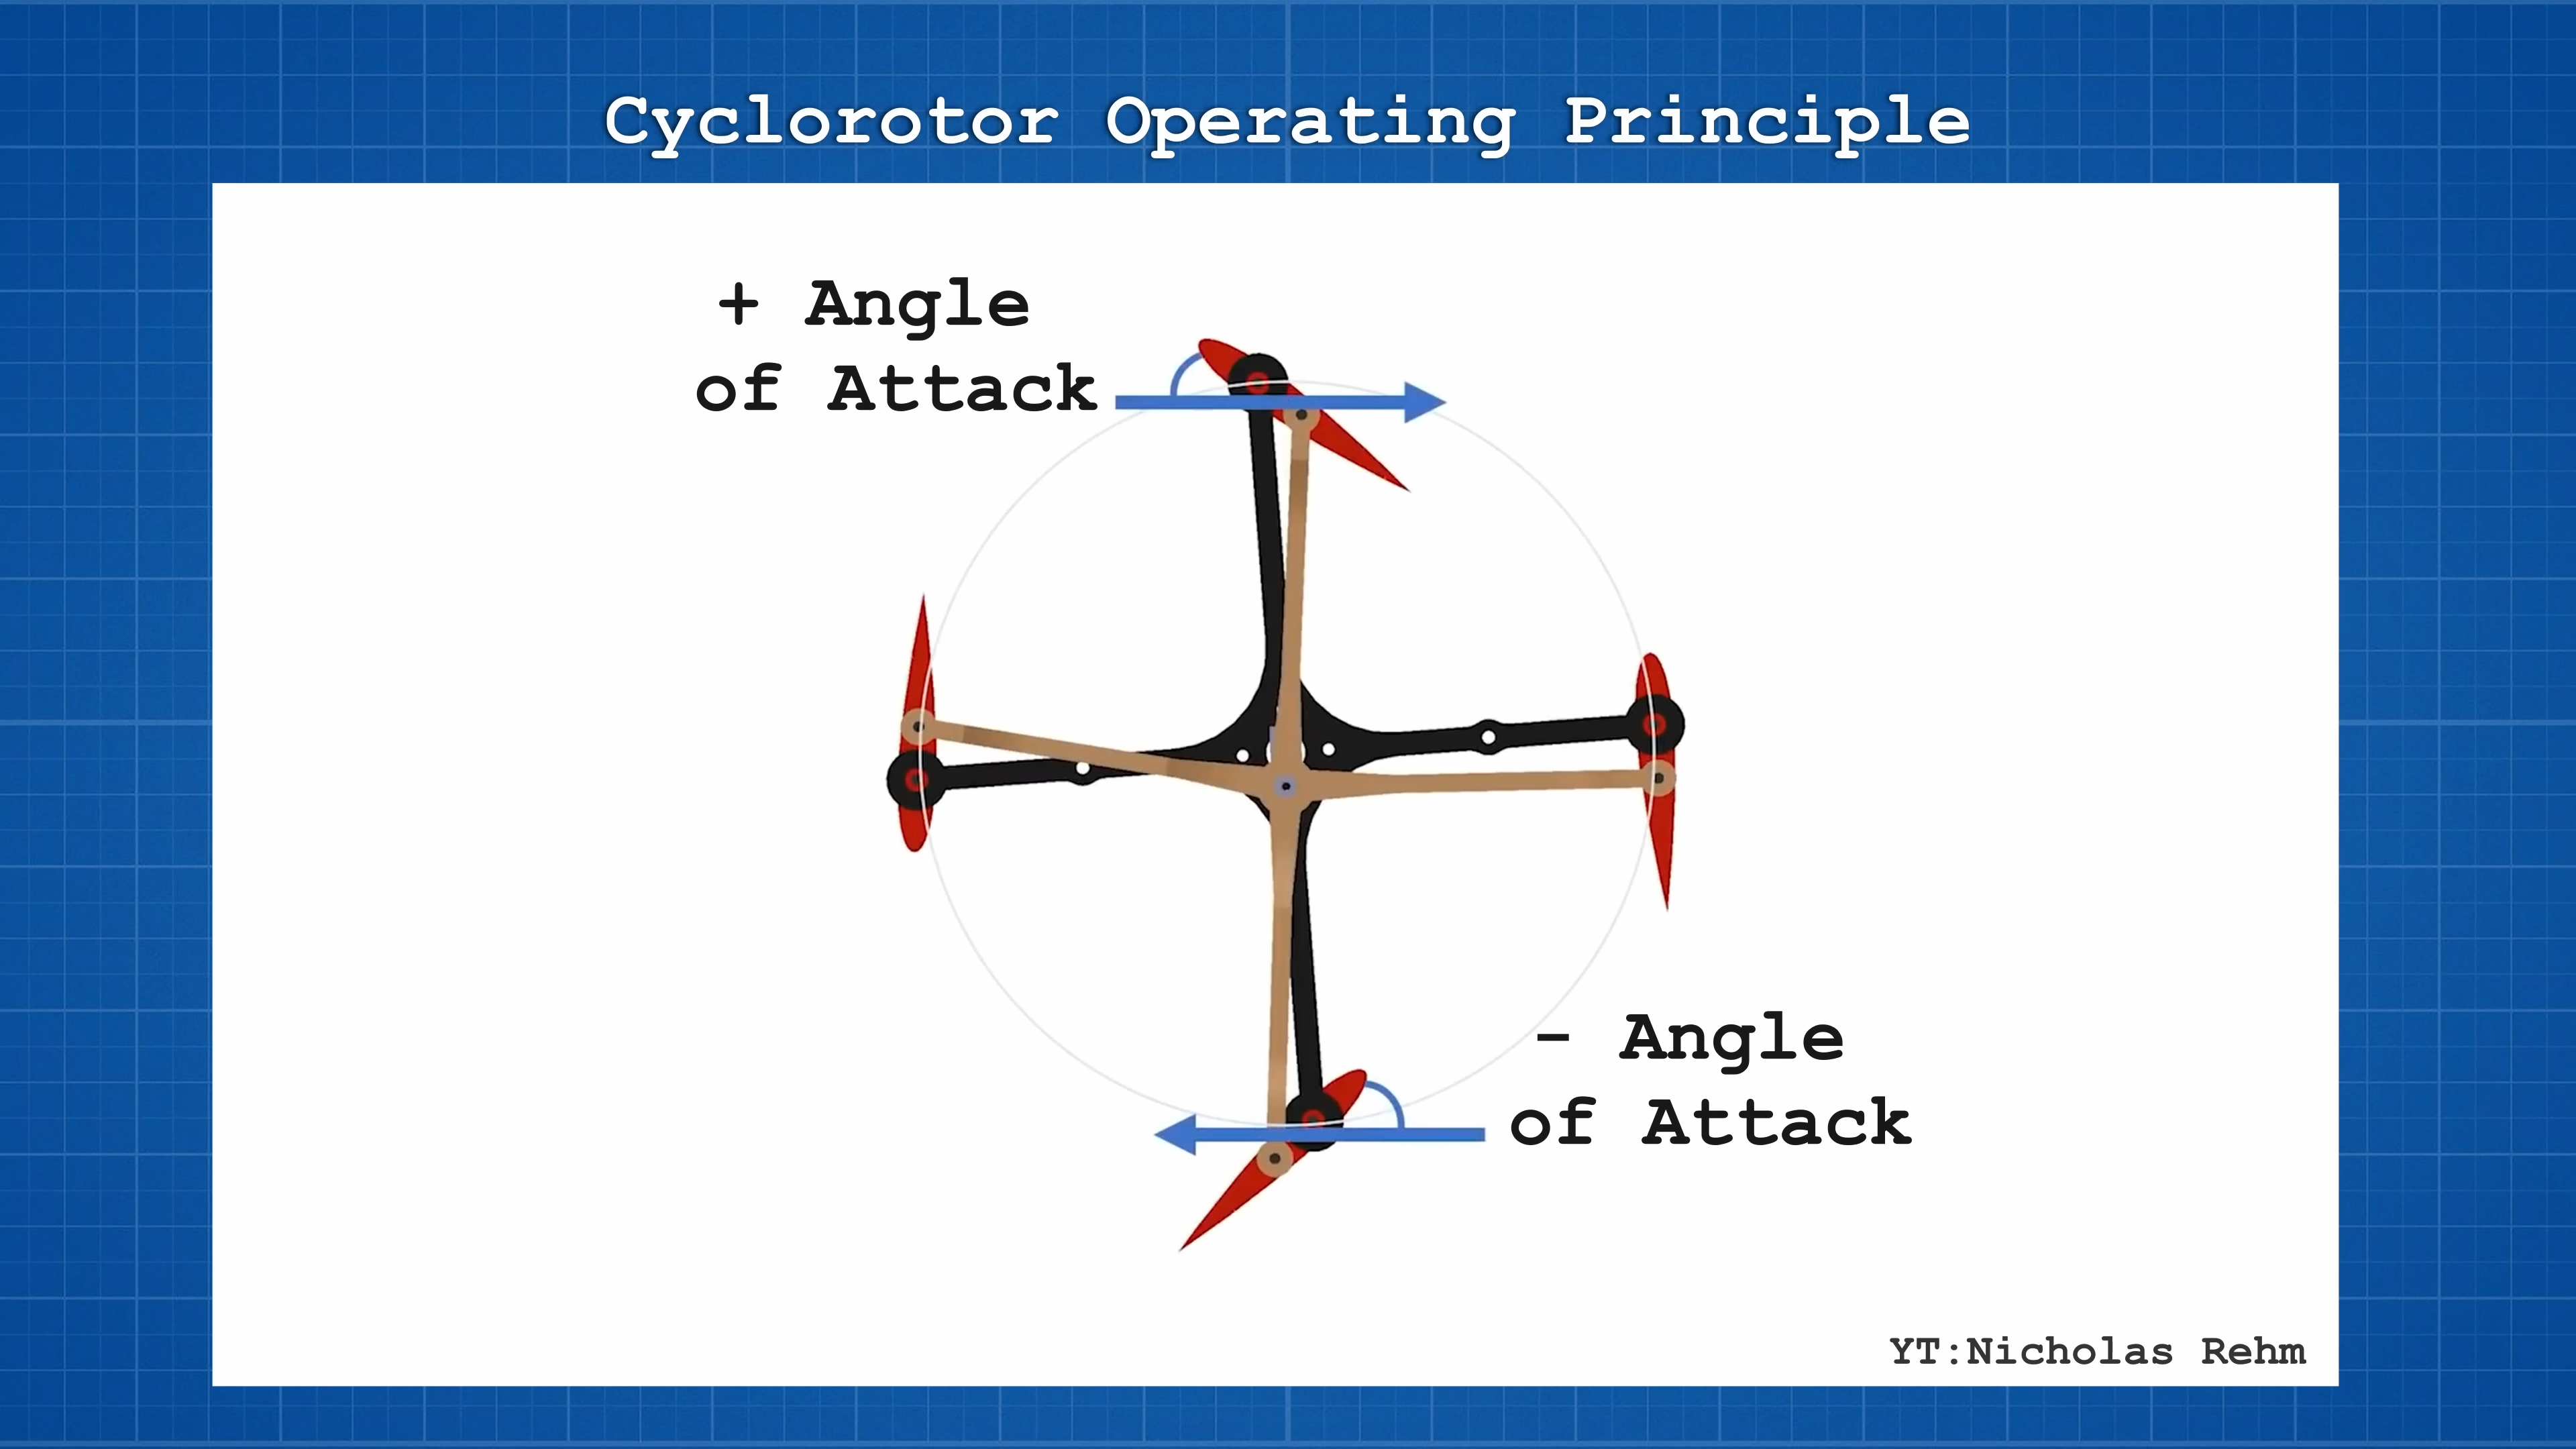 Cyclorotor Operating Principle
+ Angle
of Attack
- Angle
of Attack
YT:Nicholas Rehm